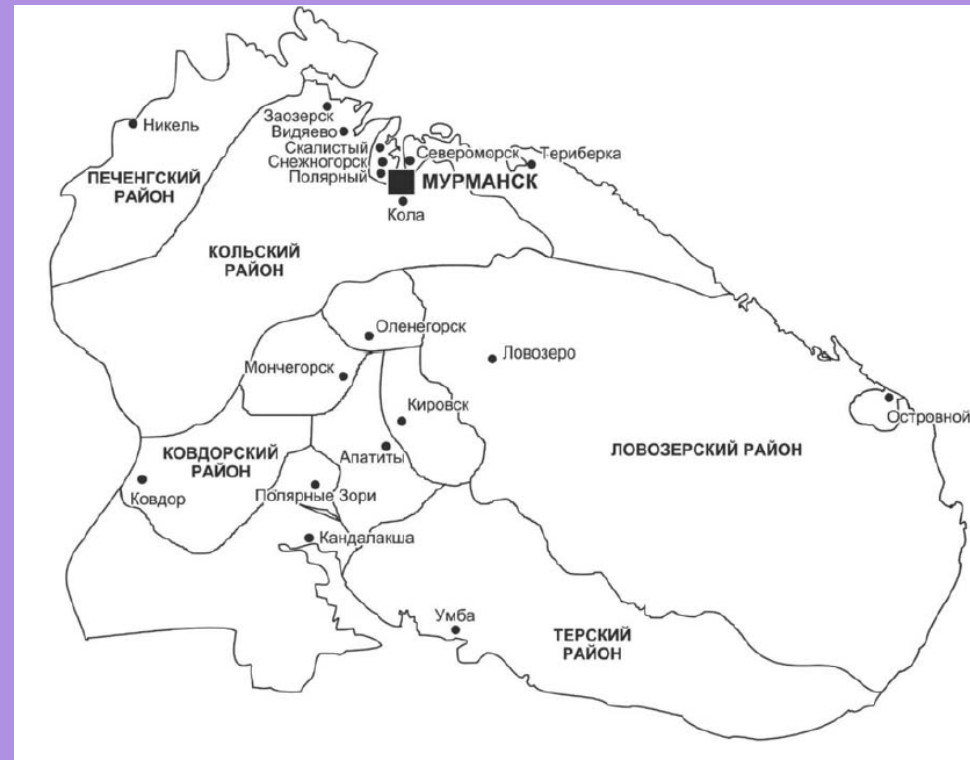 Заозерск
Никель
Видяево
Скалистый
Североморск
Териберка
Снежногорск
ПЕЧЕНГСКИЙ
РАЙОН
Полярный
МУРМАНСК
Кола
КОЛЬСКИЙ
РАЙОН
Оленегорск
Ловозеро
Мончегорск
Кировск
Островной
КОВДОРСКИЙ
РАЙОН
Апатиты
ЛОВОЗЕРСКИЙ РАЙОН
Ковдор
Полярные Зори
Кандалакша
Умба
ТЕРСКИЙ
РАЙОН